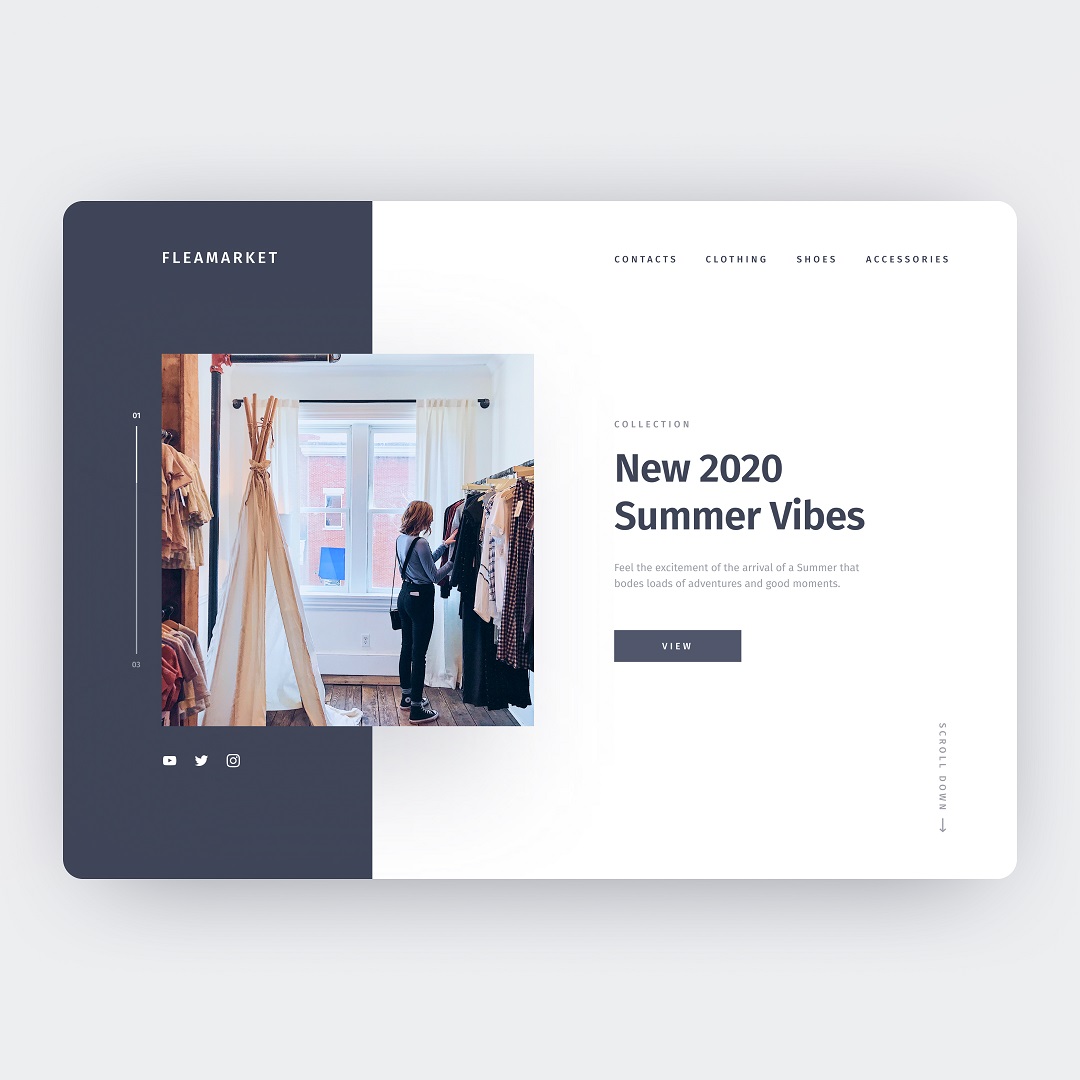 FLEAMARKET
CONTACTS CLOTHING SHOES ACCESSORIES
01
03
COLLECTION
New 2020
Summer Vibes
Feel the excitement of the arrival of a Summer that
bodes loads of adventures and good moments.
VIEW
SCROLL DOWN